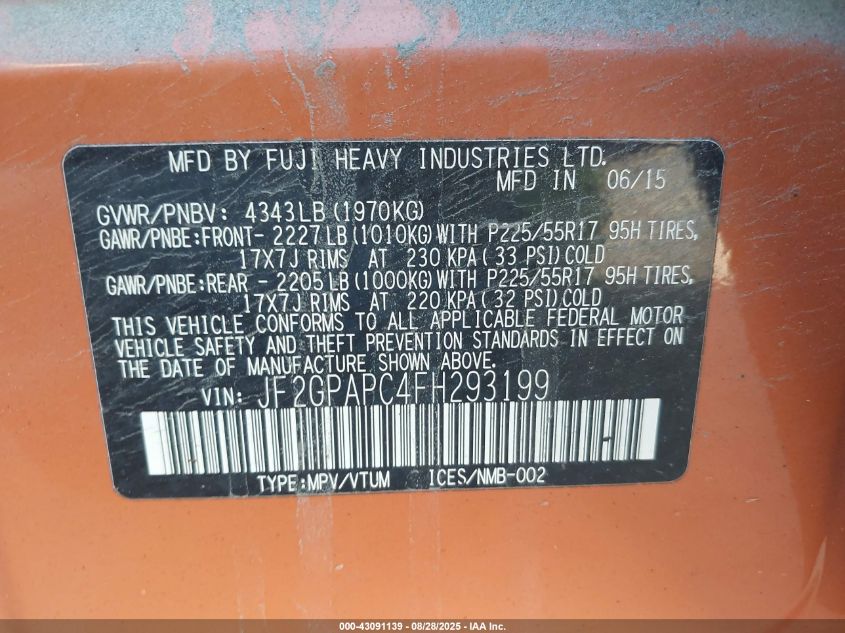 MFD BY FUJI HEAVY INDUSTRIES LTD.
MFD IN 06/15
GVWR/PNBV: 4343LB (1970KG)
GAWR/PNBE:FRONT- 2227LB (1010KG) WITH P225/55R17 95H TIRES,
17X7J RIMS AT 230 KPA ( 33 PSI) COLD
GAWR/PNBE:REAR - 2205LB (1000KG) WITH P225/55R17 95H TIRES,
17X7J RIMS AT 220 KPA ( 32 PSI) COLD
THIS VEHICLE CONFORMS TO ALL APPLICABLE FEDERAL MOTOR
VEHICLE SAFETY AND THEFT PREVENTION STANDARDS IN EFFECT ON
THE DATE OF MANUFACTURE SHOWN ABOVE.
VIN: JF2GPAPC4FH293199
TYPE:MPV/VTUM ICES/NMB-002
000-43091139 - 08/28/2025 - IAA Inc.